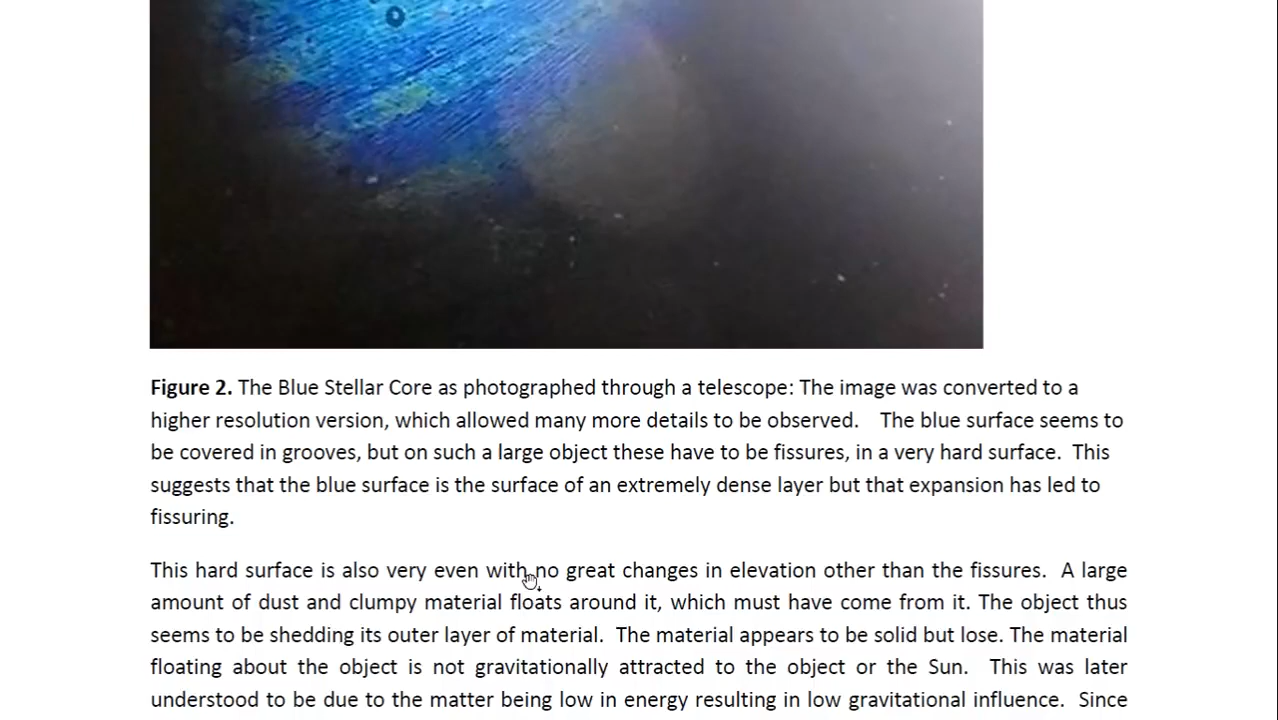 Figure 2. The Blue Stellar Core as photographed through a telescope: The image was converted to a
higher resolution version, which allowed many more details to be observed. The blue surface seems to
be covered in grooves, but on such a large object these have to be fissures, in a very hard surface. This
suggests that the blue surface is the surface of an extremely dense layer but that expansion has led to
fissuring.
This hard surface is also very even with no great changes in elevation other than the fissures. A large
amount of dust and clumpy material floats around it, which must have come from it. The object thus
seems to be shedding its outer layer of material. The material appears to be solid but lose. The material
floating about the object is not gravitationally attracted to the object or the Sun. This was later
understood to be due to the matter being low in energy resulting in low gravitational influence. Since